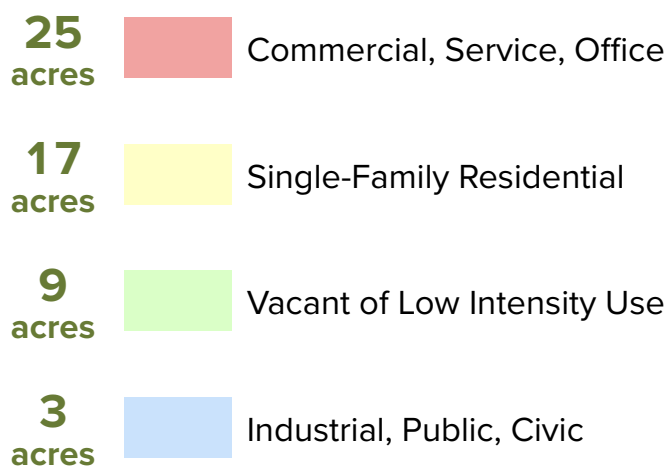 25
acres
Commercial, Service, Office
17
acres
Single-Family Residential
9
acres
Vacant of Low Intensity Use
3
acres
Industrial, Public, Civic